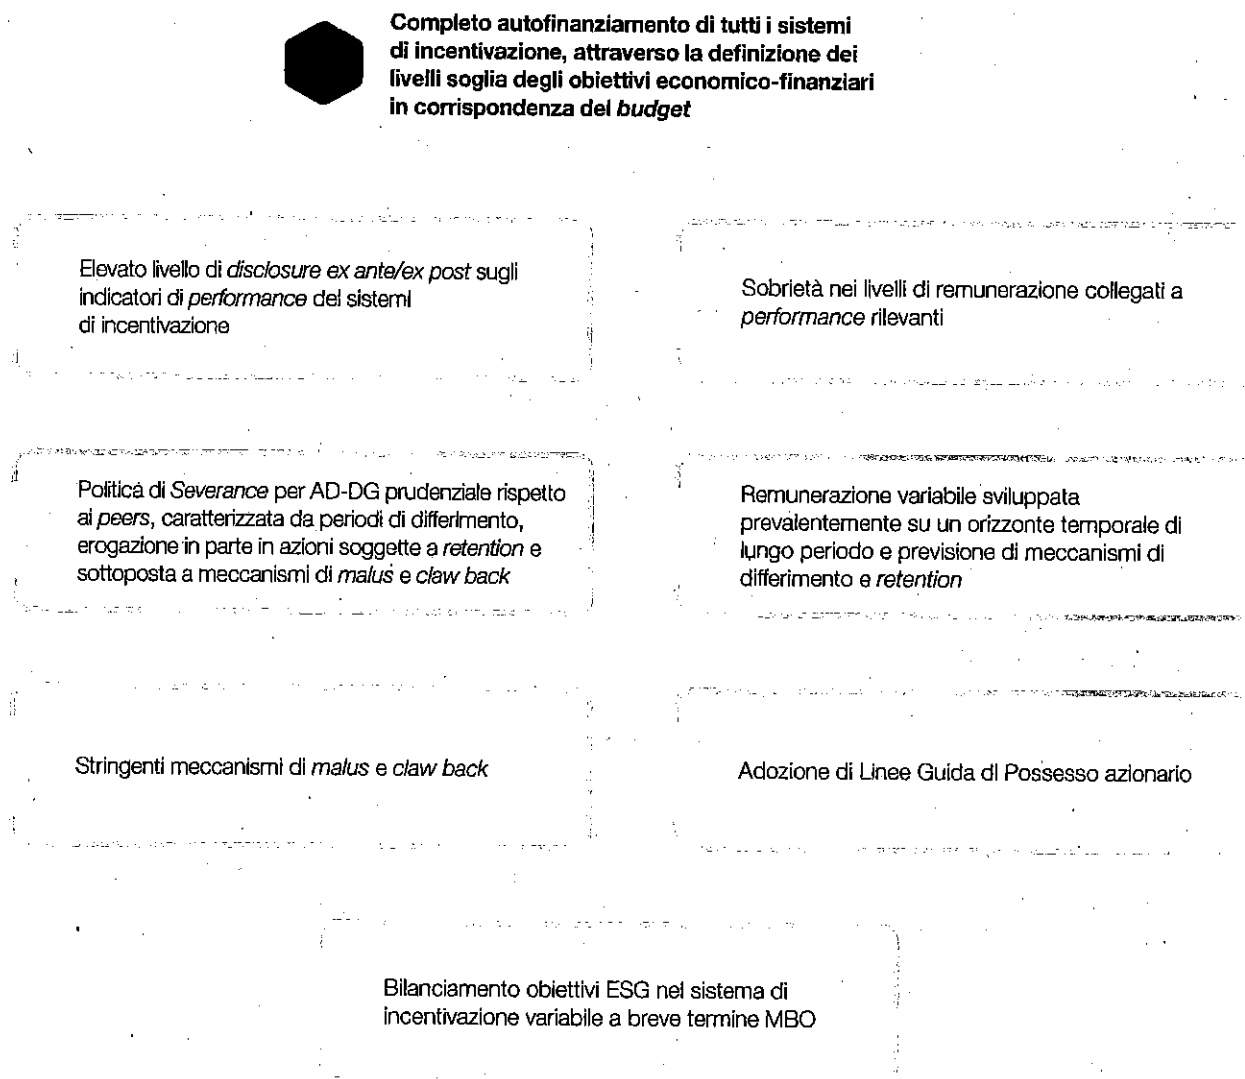 Completo autofinanziamento di tutti i sistemi
di incentivazione, attraverso la definizione dei
livelli soglia degli obiettivi economico-finanziari
in corrispondenza del budget
Elevato livello di disclosure ex ante/ex post sugli
indicatori di performance dei sistemi
di incentivazione
Sobrietà nei livelli di remunerazione collegati a
performance rilevanti
Politica di Severance per AD-DG prudenziale rispetto
ai peers, caratterizzata da periodi di differimento,
erogazione in parte in azioni soggette a retention e
sottoposta a meccanismi di malus e claw back
Remunerazione variabile sviluppata
prevalentemente su un orizzonte temporale di
lungo periodo e previsione di meccanismi di
differimento e retention
Stringenti meccanismi di malus e claw back
Adozione di Linee Guida di Possesso azionario
Bilanciamento obiettivi ESG nel sistema di
incentivazione variabile a breve termine MBO